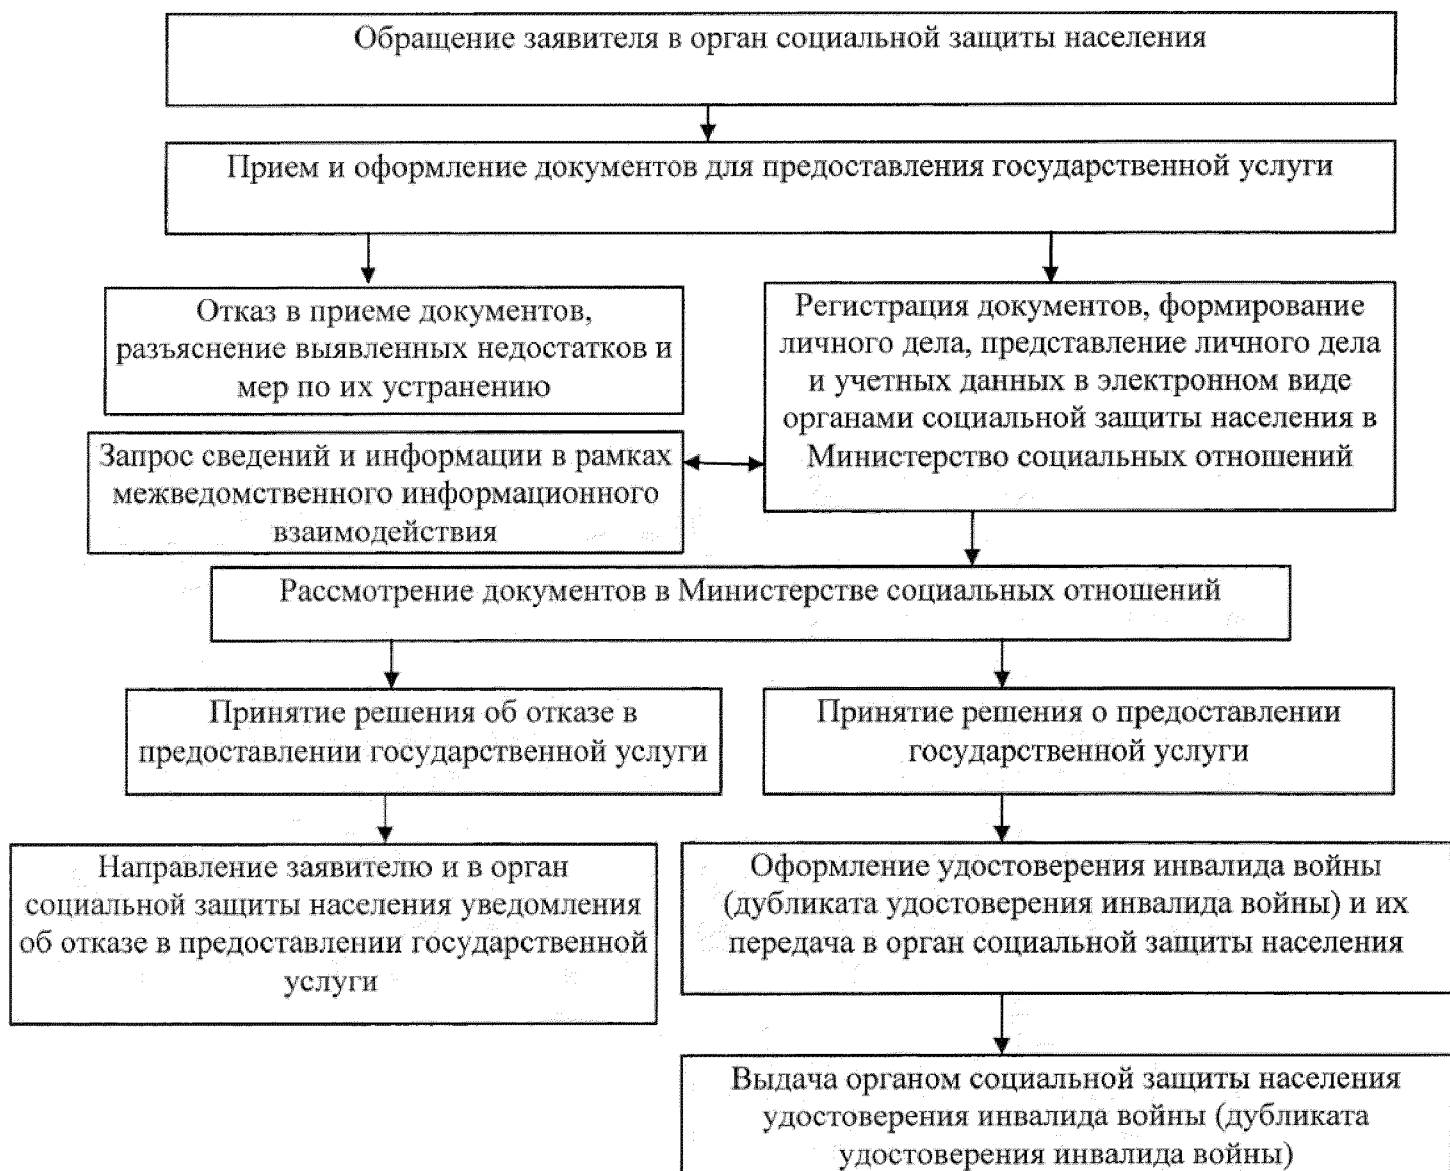 Обращение заявителя в орган социальной защиты населения
Прием и оформление документов для предоставления государственной услуги
Отказ в приеме документов,
разъяснение выявленных недостатков и
мер по их устранению
Регистрация документов, формирование
личного дела, представление личного дела
и учетных данных в электронном виде
органами социальной защиты населения в
Министерство социальных отношений
Запрос сведений и информации в рамках
межведомственного информационного
взаимодействия
Рассмотрение документов в Министерстве социальных отношений
Принятие решения об отказе в
предоставлении государственной услуги
Принятие решения о предоставлении
государственной услуги
Направление заявителю и в орган
социальной защиты населения уведомления
об отказе в предоставлении государственной
услуги
Оформление удостоверения инвалида войны
(дубликата удостоверения инвалида войны) и их
передача в орган социальной защиты населения
Выдача органом социальной защиты населения
удостоверения инвалида войны (дубликата
удостоверения инвалида войны)